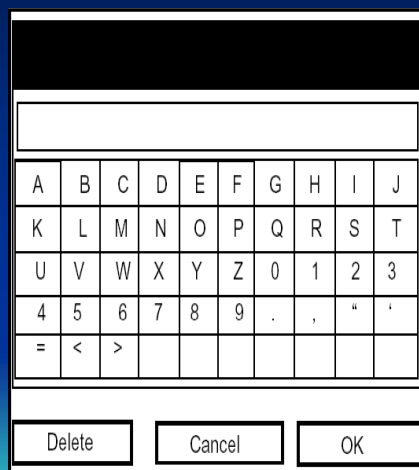 A B C D E F G H I J
K L M N O P Q R S T
U V W X Y Z 0 1 2 3
4 5 6 7 8 9 . , “ ‘
= < >
Delete Cancel OK